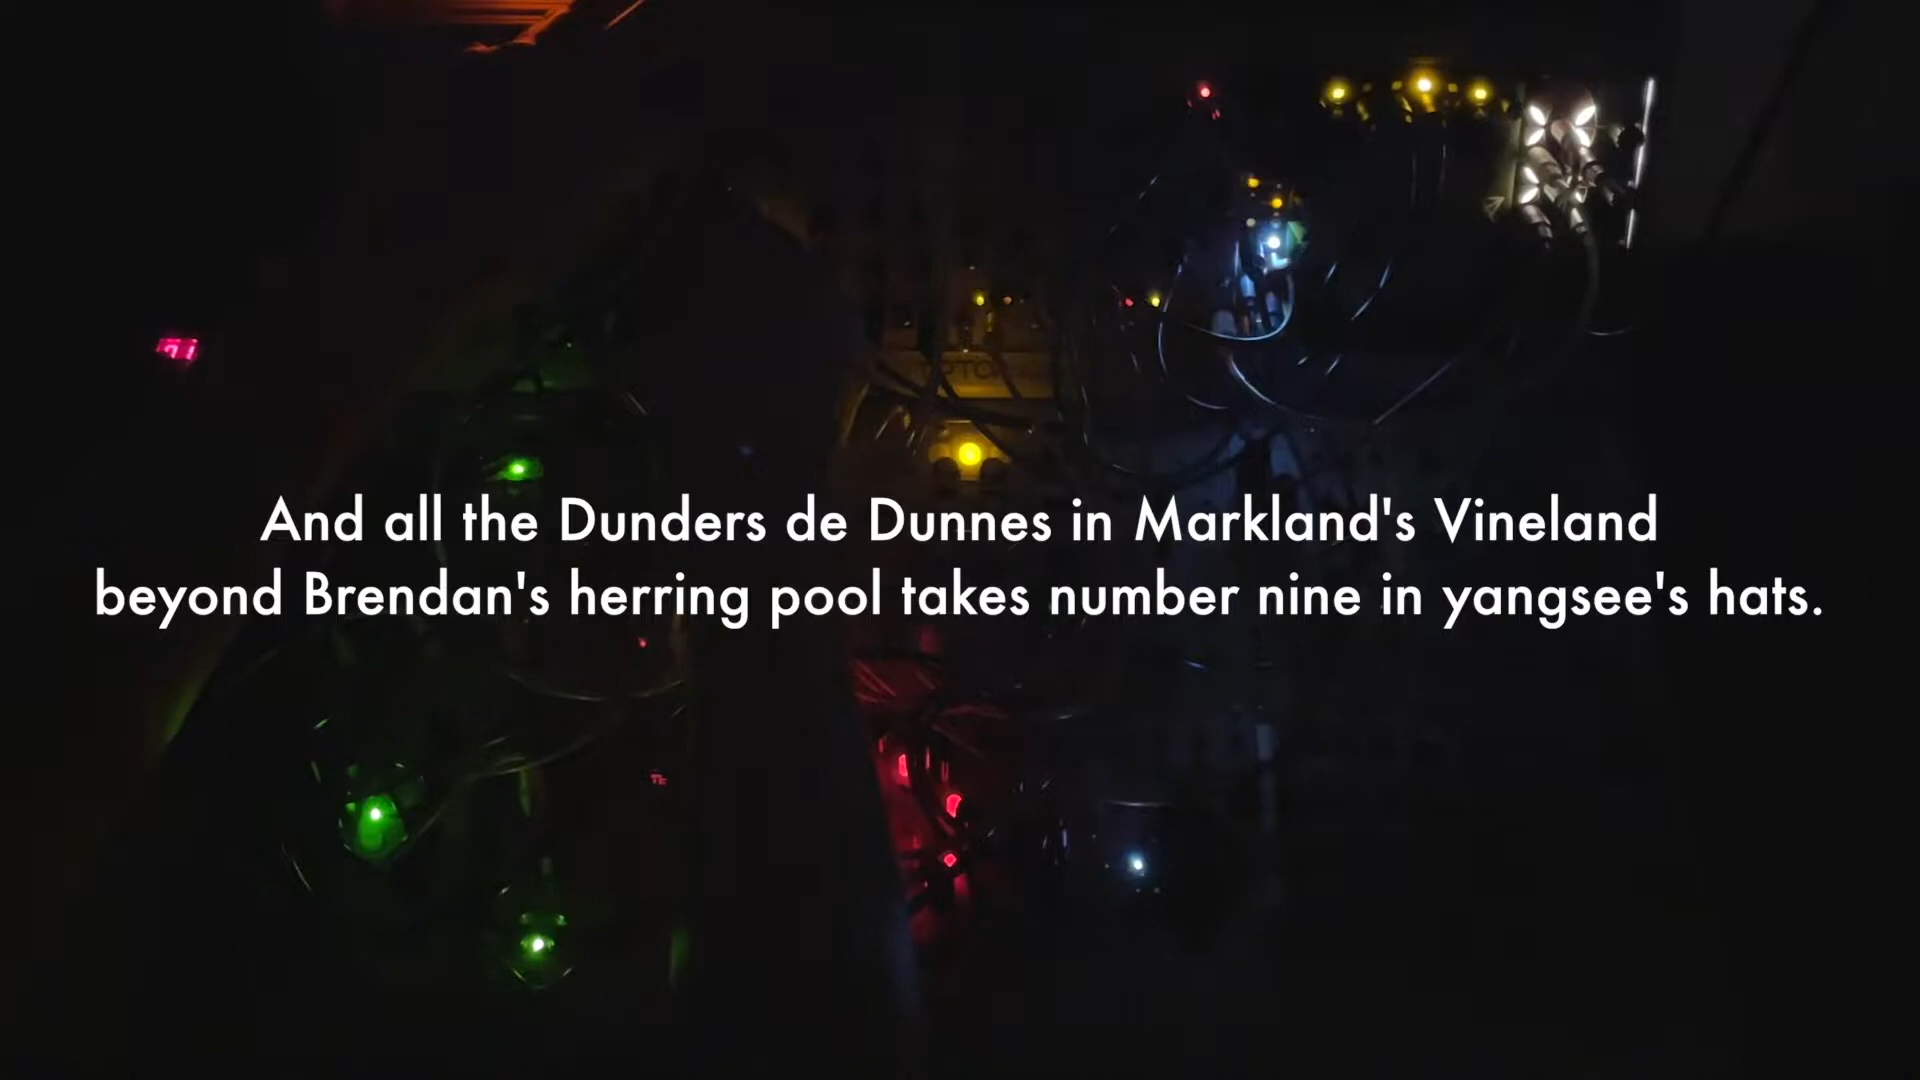 And all the Dunders de Dunnes in Markland's Vineland
beyond Brendan's herring pool takes number nine in yangsee's hats.